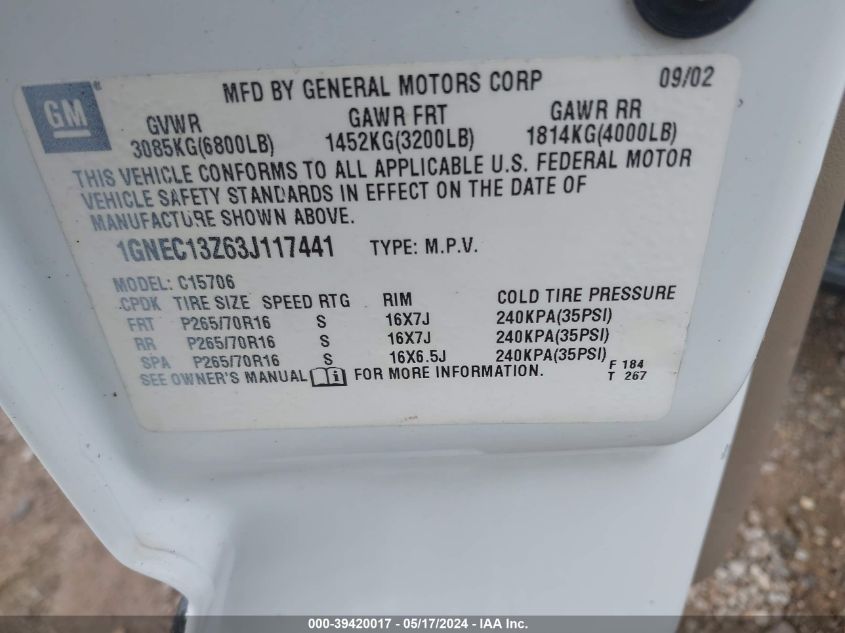 GM ®
MFD BY GENERAL MOTORS CORP 09/02
GVWR GAWR FRT GAWR RR
3085KG(6800LB) 1452KG(3200LB) 1814KG(4000LB)
THIS VEHICLE CONFORMS TO ALL APPLICABLE U.S. FEDERAL MOTOR
VEHICLE SAFETY STANDARDS IN EFFECT ON THE DATE OF
MANUFACTURE SHOWN ABOVE.
1GNEC13Z63J117441 TYPE: M.P.V.
MODEL: C15706
CPDK TIRE SIZE SPEED RTG RIM COLD TIRE PRESSURE
FRT P265/70R16 S 16X7J 240KPA(35PSI)
RR P265/70R16 S 16X7J 240KPA(35PSI)
SPA P265/70R16 S 16X6.5J 240KPA(35PSI)
SEE OWNER'S MANUAL FOR MORE INFORMATION.
F 184
T 267
000-39420017 - 05/17/2024 - IAA Inc.